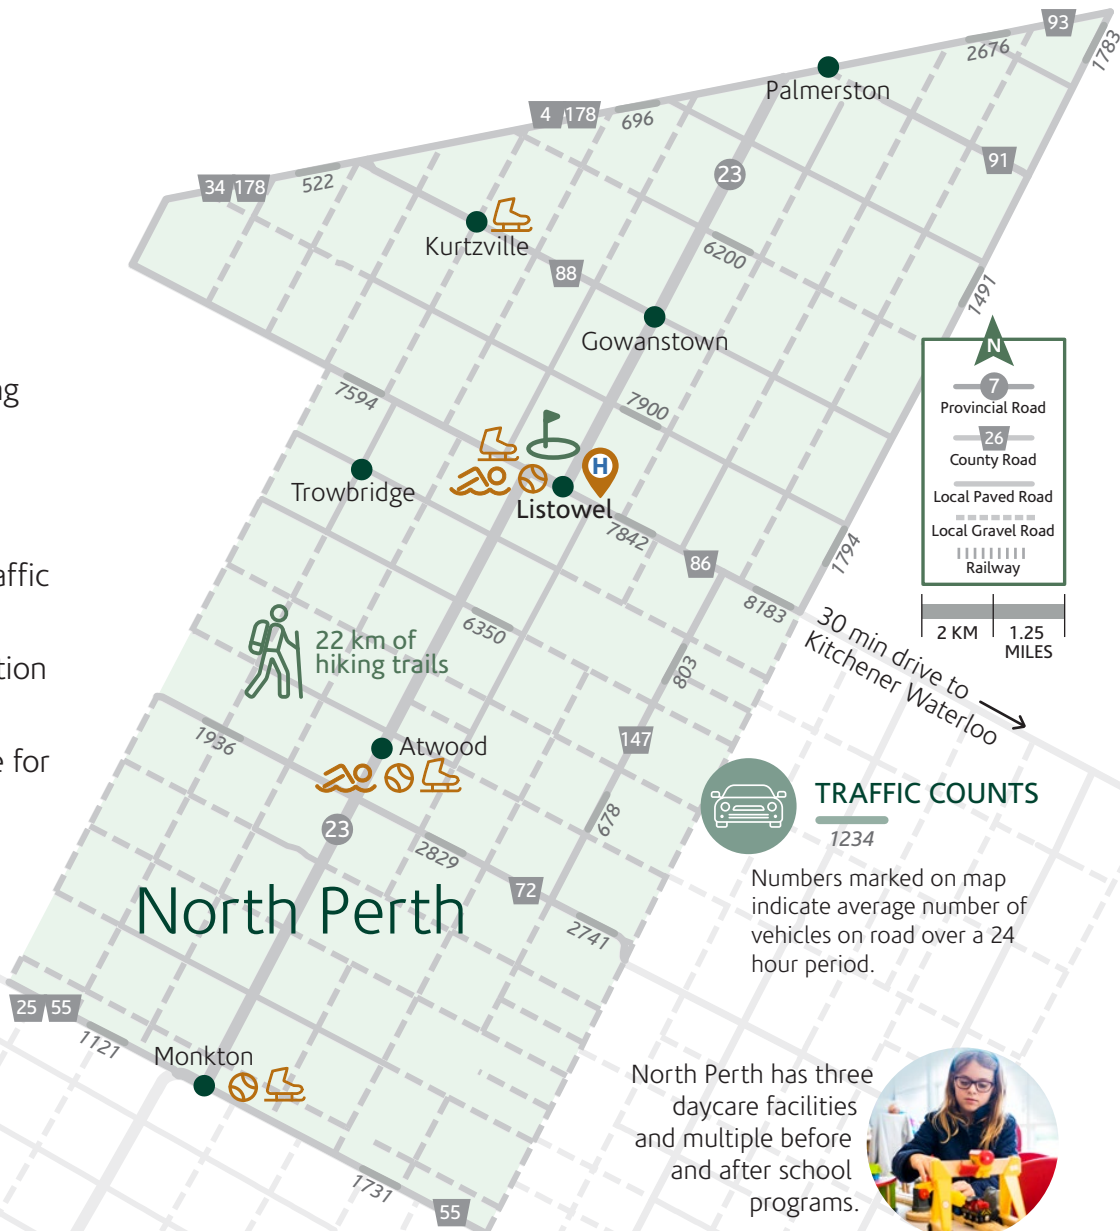 93
2676
1783
Palmerston
4 178
696
91
23
34 178
522
Kurtzville
6200
88
1491
Gowanstown
N
7
Provincial Road
26
County Road
Local Paved Road
Local Gravel Road
Railway
2 KM
1.25
MILES
ng
7594
7900
H
Trowbridge
Listowel
7842
1794
86
affic
8183
30 min drive to
Kitchener Waterloo
6350
22 km of
hiking trails
803
tion
1936
Atwood
147
e for
TRAFFIC COUNTS
1234
Numbers marked on map
indicate average number of
vehicles on road over a 24
hour period.
23
678
2829
72
North Perth
2741
25 55
1121
Monkton
North Perth has three
daycare facilities
and multiple before
and after school
programs.
1731
55